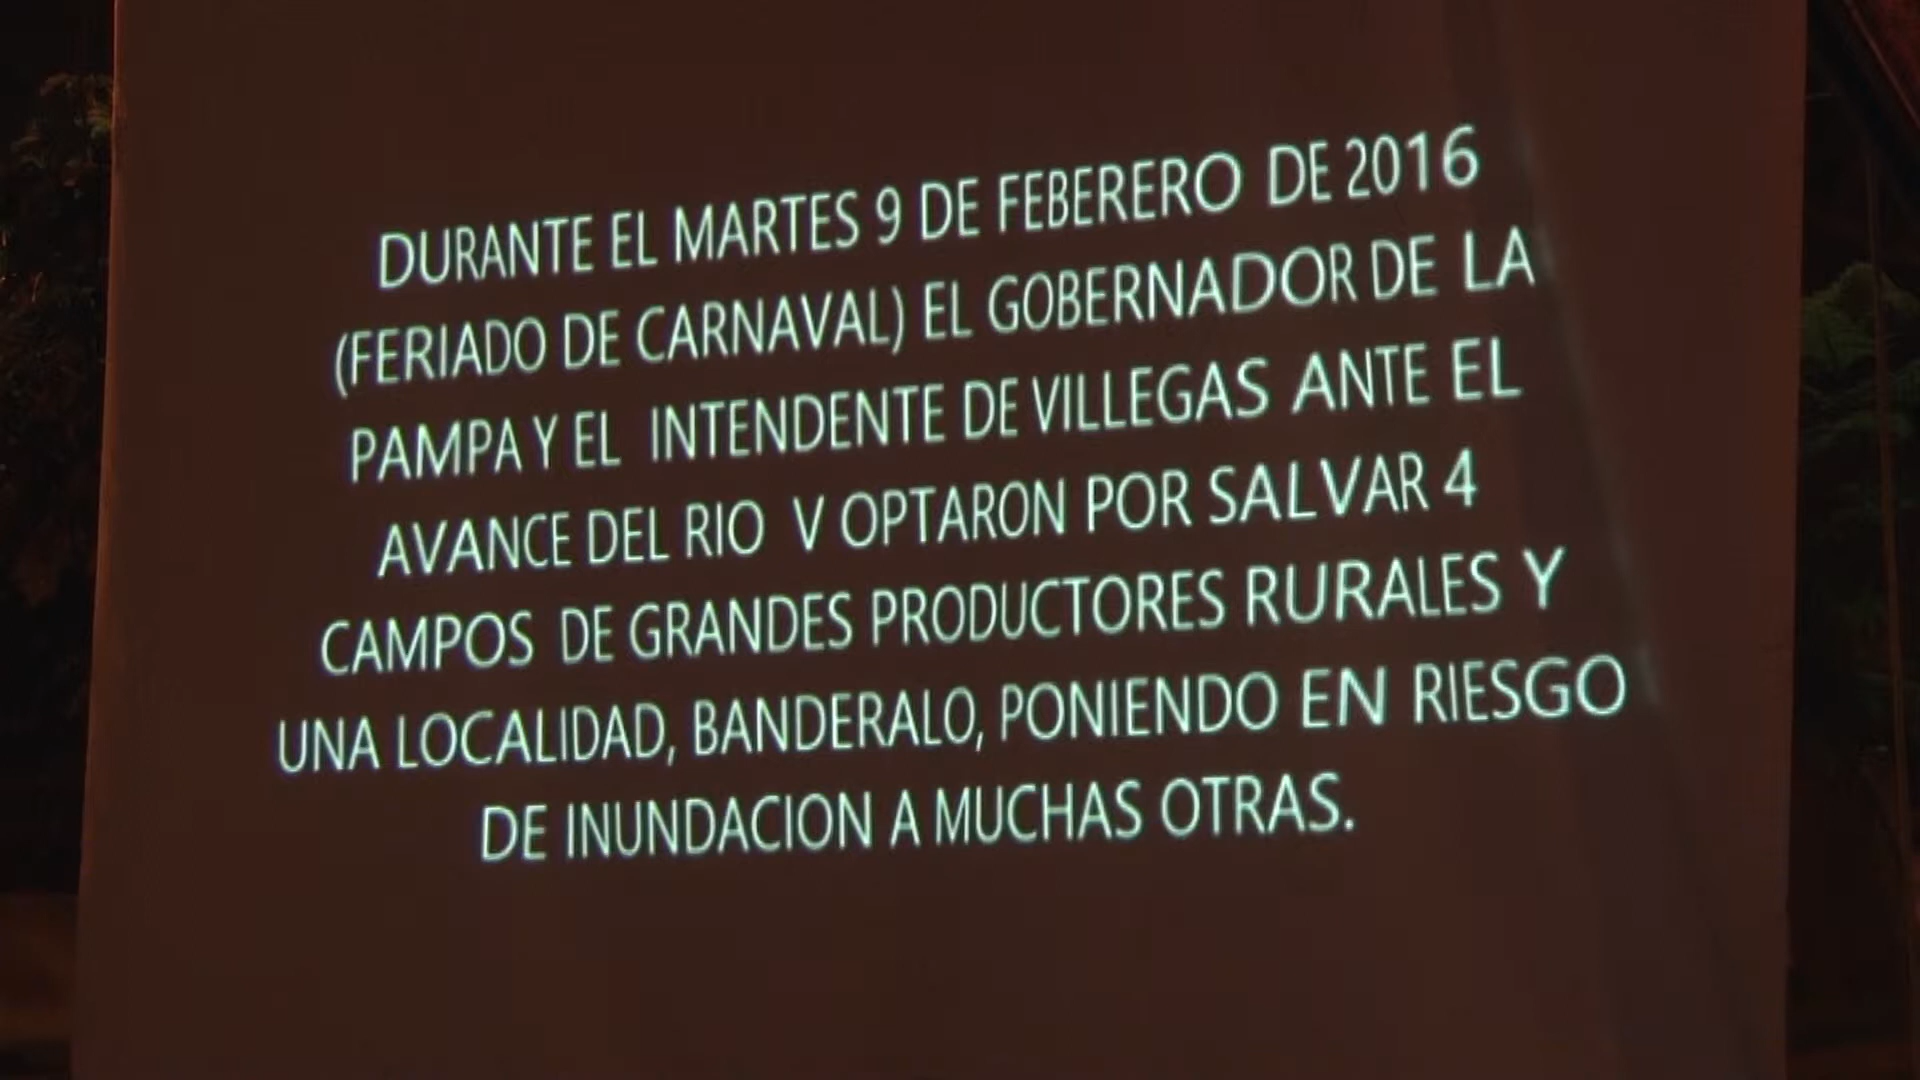 DURANTE EL MARTES 9 DE FEBERERO DE 2016
(FERIADO DE CARNAVAL) EL GOBERNADOR DE LA
PAMPA Y EL INTENDENTE DE VILLEGAS ANTE EL
AVANCE DEL RIO V OPTARON POR SALVAR 4
CAMPOS DE GRANDES PRODUCTORES RURALES Y
UNA LOCALIDAD, BANDERALO, PONIENDO EN RIESGO
DE INUNDACION A MUCHAS OTRAS.